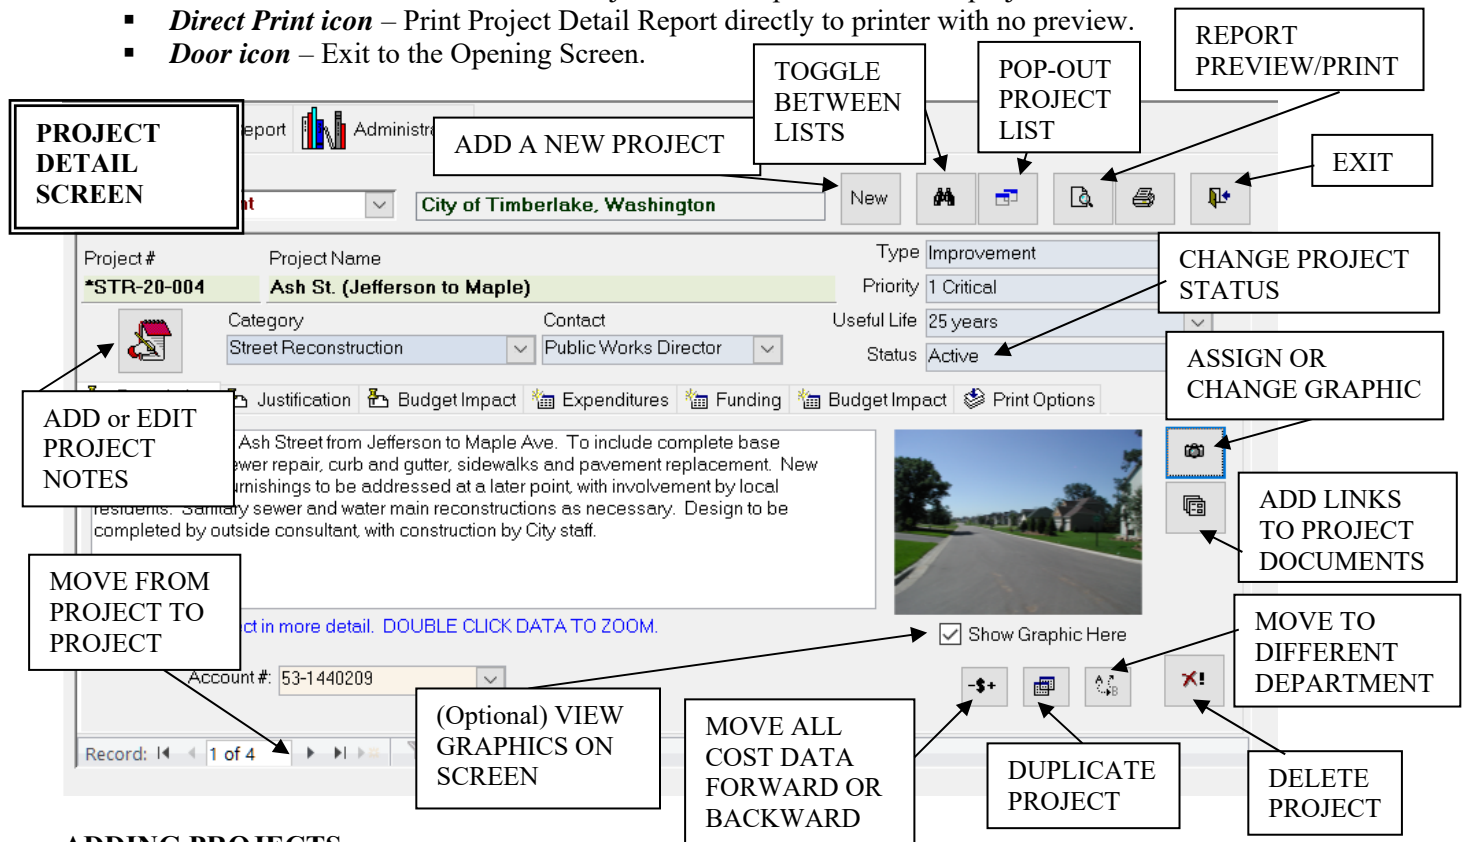 ▪ Direct Print icon – Print Project Detail Report directly to printer with no preview.
▪ Door icon – Exit to the Opening Screen.
REPORT
PREVIEW/PRINT
TOGGLE
BETWEEN
LISTS
POP-OUT
PROJECT
LIST
PROJECT
DETAIL
SCREEN
eport
Administra
ADD A NEW PROJECT
EXIT
nt
City of Timberlake, Washington
New
Project #
Project Name
Type Improvement
*STR-20-004
Ash St. (Jefferson to Maple)
Priority 1 Critical
CHANGE PROJECT
STATUS
Category
Contact
Useful Life 25 years
Street Reconstruction
Public Works Director
Status Active
ASSIGN OR
CHANGE GRAPHIC
Justification
Budget Impact
Expenditures
Funding
Budget Impact
Print Options
ADD or EDIT
PROJECT
NOTES
Ash Street from Jefferson to Maple Ave. To include complete base
ewer repair, curb and gutter, sidewalks and pavement replacement. New
urnishings to be addressed at a later point, with involvement by local
residents. Sanitary sewer and water main reconstructions as necessary. Design to be
completed by outside consultant, with construction by City staff.
ADD LINKS
TO PROJECT
DOCUMENTS
MOVE FROM
PROJECT TO
PROJECT
ct in more detail. DOUBLE CLICK DATA TO ZOOM.
Show Graphic Here
MOVE TO
DIFFERENT
DEPARTMENT
Account #: 53-1440209
-$+
A
B
(Optional) VIEW
GRAPHICS ON
SCREEN
MOVE ALL
COST DATA
FORWARD OR
BACKWARD
Record: 1 of 4
DUPLICATE
PROJECT
DELETE
PROJECT
ADDING PROJECTS